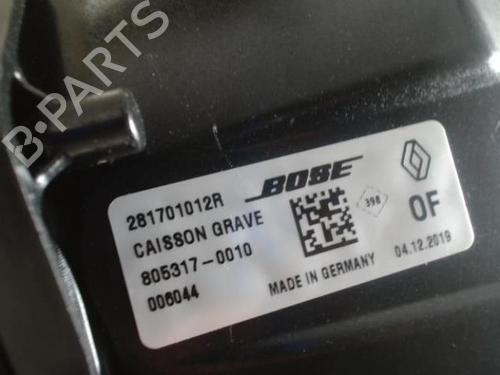 B-PARTS
281701012R
BOSE
CAISSON GRAVE
398
805317-0010
OF
006044
MADE IN GERMANY
04.12.2019